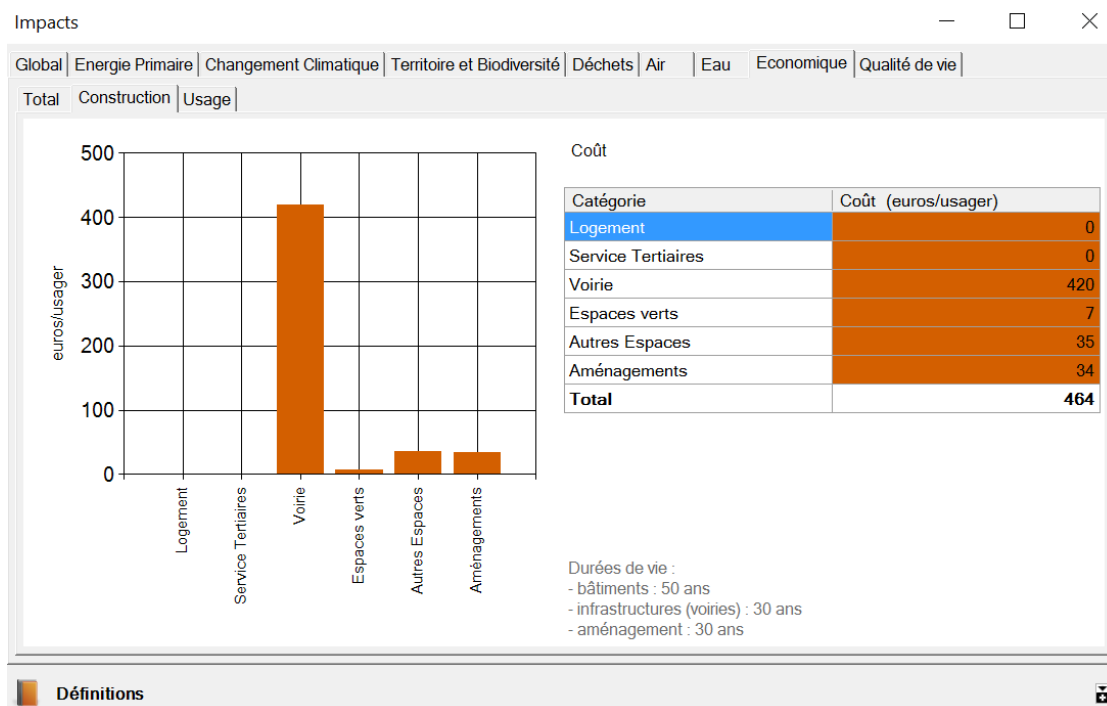 Impacts
Global Energie Primaire Changement Climatique Territoire et Biodiversité Déchets Air Eau Economique Qualité de vie
Total Construction Usage
500
400
300
200
100
0
euros/usager
Logement
Service Tertiaires
Voirie
Espaces verts
Autres Espaces
Aménagements
Coût
Catégorie Coût (euros/usager)
Logement 0
Service Tertiaires 0
Voirie 420
Espaces verts 7
Autres Espaces 35
Aménagements 34
Total 464
Durées de vie :
- bâtiments : 50 ans
- infrastructures (voiries) : 30 ans
- aménagement : 30 ans
Définitions